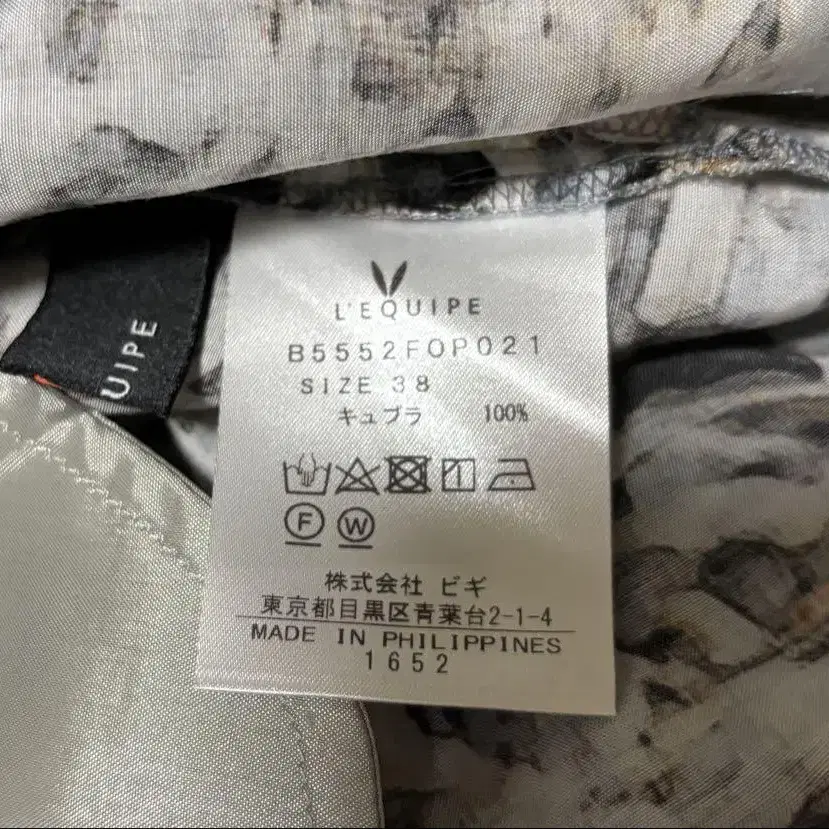 L'EQUIPE
B5552FOP021
SIZE 38
キュプラ 100%
F W
株式会社 ビギ
東京都目黒区青葉台2-1-4
MADE IN PHILIPPINES
1652
UIPE